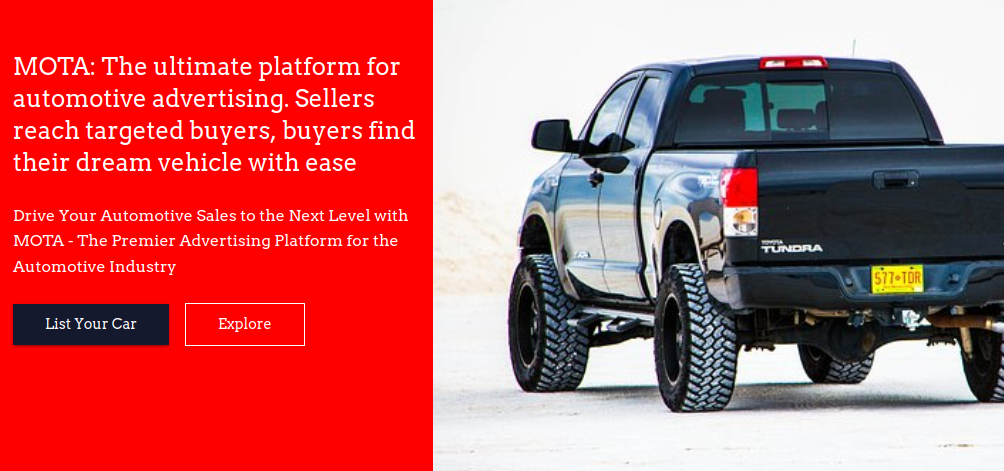 MOTA: The ultimate platform for
automotive advertising. Sellers
reach targeted buyers, buyers find
their dream vehicle with ease
Drive Your Automotive Sales to the Next Level with
MOTA - The Premier Advertising Platform for the
Automotive Industry
List Your Car
Explore
TOYOTA
TUNDRA
577 TDR